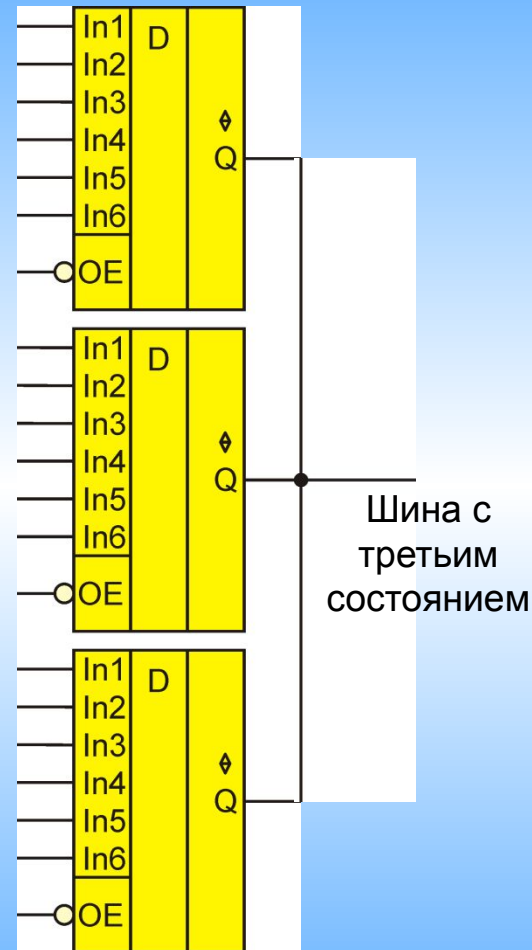 In1
D
In2
In3
In4
Q
In5
In6
OE
In1
D
In2
In3
In4
Q
In5
In6
OE
Шина с
третьим
состоянием
In1
D
In2
In3
In4
Q
In5
In6
OE